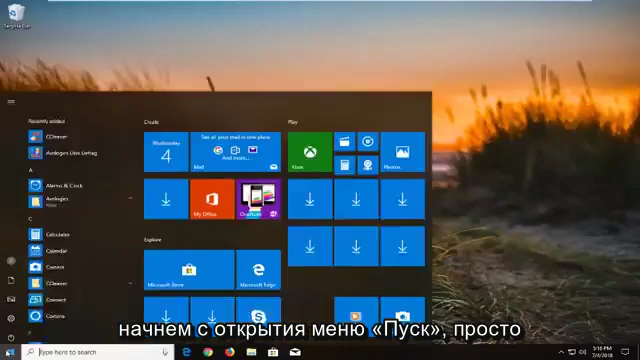 Recycle Bin
Recently added
CCleaner
Auslogics Disk Defrag
A
Alarms & Clock
Auslogics
New
C
Calculator
Calendar
Camera
CCleaner
Connect
Cortana
Create
Wednesday
4
See all your mail in one place
And more...
Mail
My Office
OneNote
Explore
Microsoft Store
Microsoft Edge
Play
Xbox
Photos
начнем с открытия меню «Пуск», просто
Type here to search
3:16 PM
7/4/2018